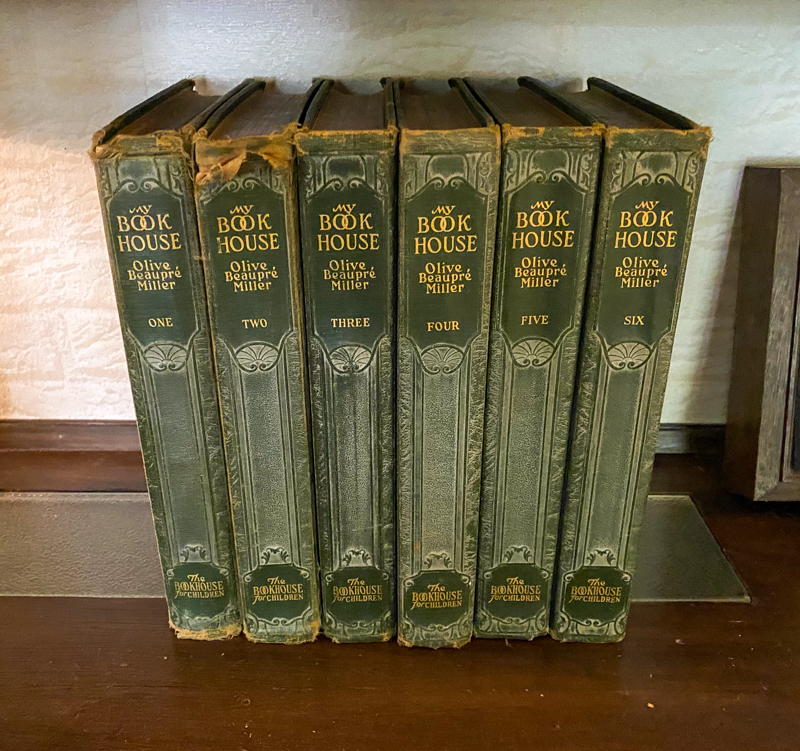 my
BOOK
HOUSE
Olive
Beaupré
Miller
ONE
The
BOOKHOUSE
for CHILDREN
my
BOOK
HOUSE
Olive
Beaupré
Miller
TWO
The
BOOKHOUSE
for CHILDREN
my
BOOK
HOUSE
Olive
Beaupré
Miller
THREE
The
BOOKHOUSE
for CHILDREN
my
BOOK
HOUSE
Olive
Beaupré
Miller
FOUR
The
BOOKHOUSE
for CHILDREN
my
BOOK
HOUSE
Olive
Beaupré
Miller
FIVE
The
BOOKHOUSE
for CHILDREN
my
BOOK
HOUSE
Olive
Beaupré
Miller
SIX
The
BOOKHOUSE
for CHILDREN